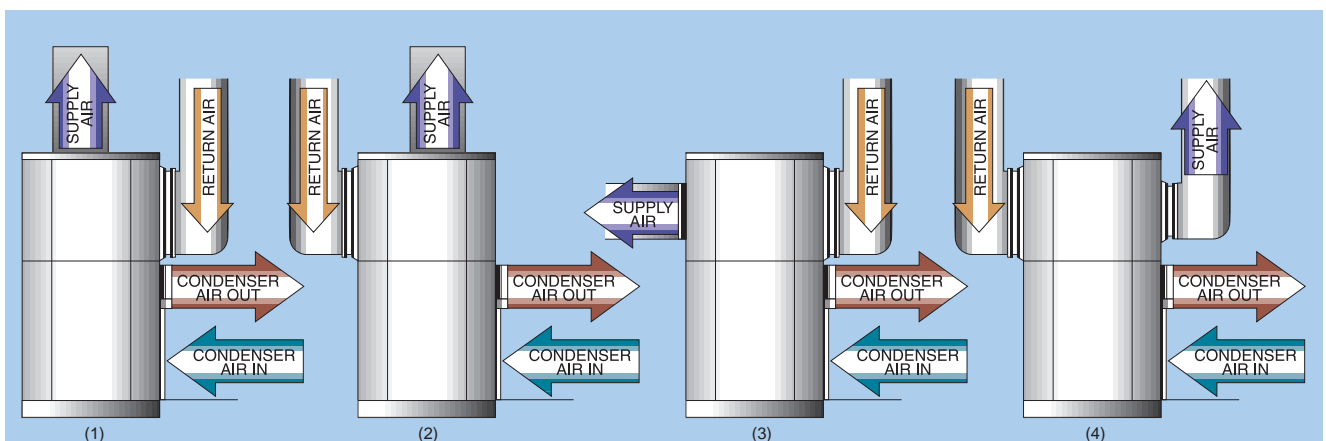 SUPPLY
AIR
RETURN AIR
CONDENSER
AIR OUT
CONDENSER
AIR IN
(1)
RETURN AIR
SUPPLY
AIR
CONDENSER
AIR OUT
CONDENSER
AIR IN
(2)
SUPPLY
AIR
RETURN AIR
CONDENSER
AIR OUT
CONDENSER
AIR IN
(3)
RETURN AIR
SUPPLY
AIR
CONDENSER
AIR OUT
CONDENSER
AIR IN
(4)